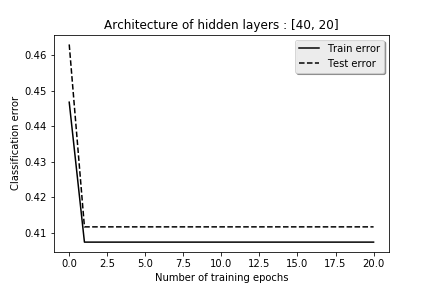 Architecture of hidden layers : [40, 20]
Train error
Test error
Classification error
0.46
0.45
0.44
0.43
0.42
0.41
0.0 2.5 5.0 7.5 10.0 12.5 15.0 17.5 20.0
Number of training epochs